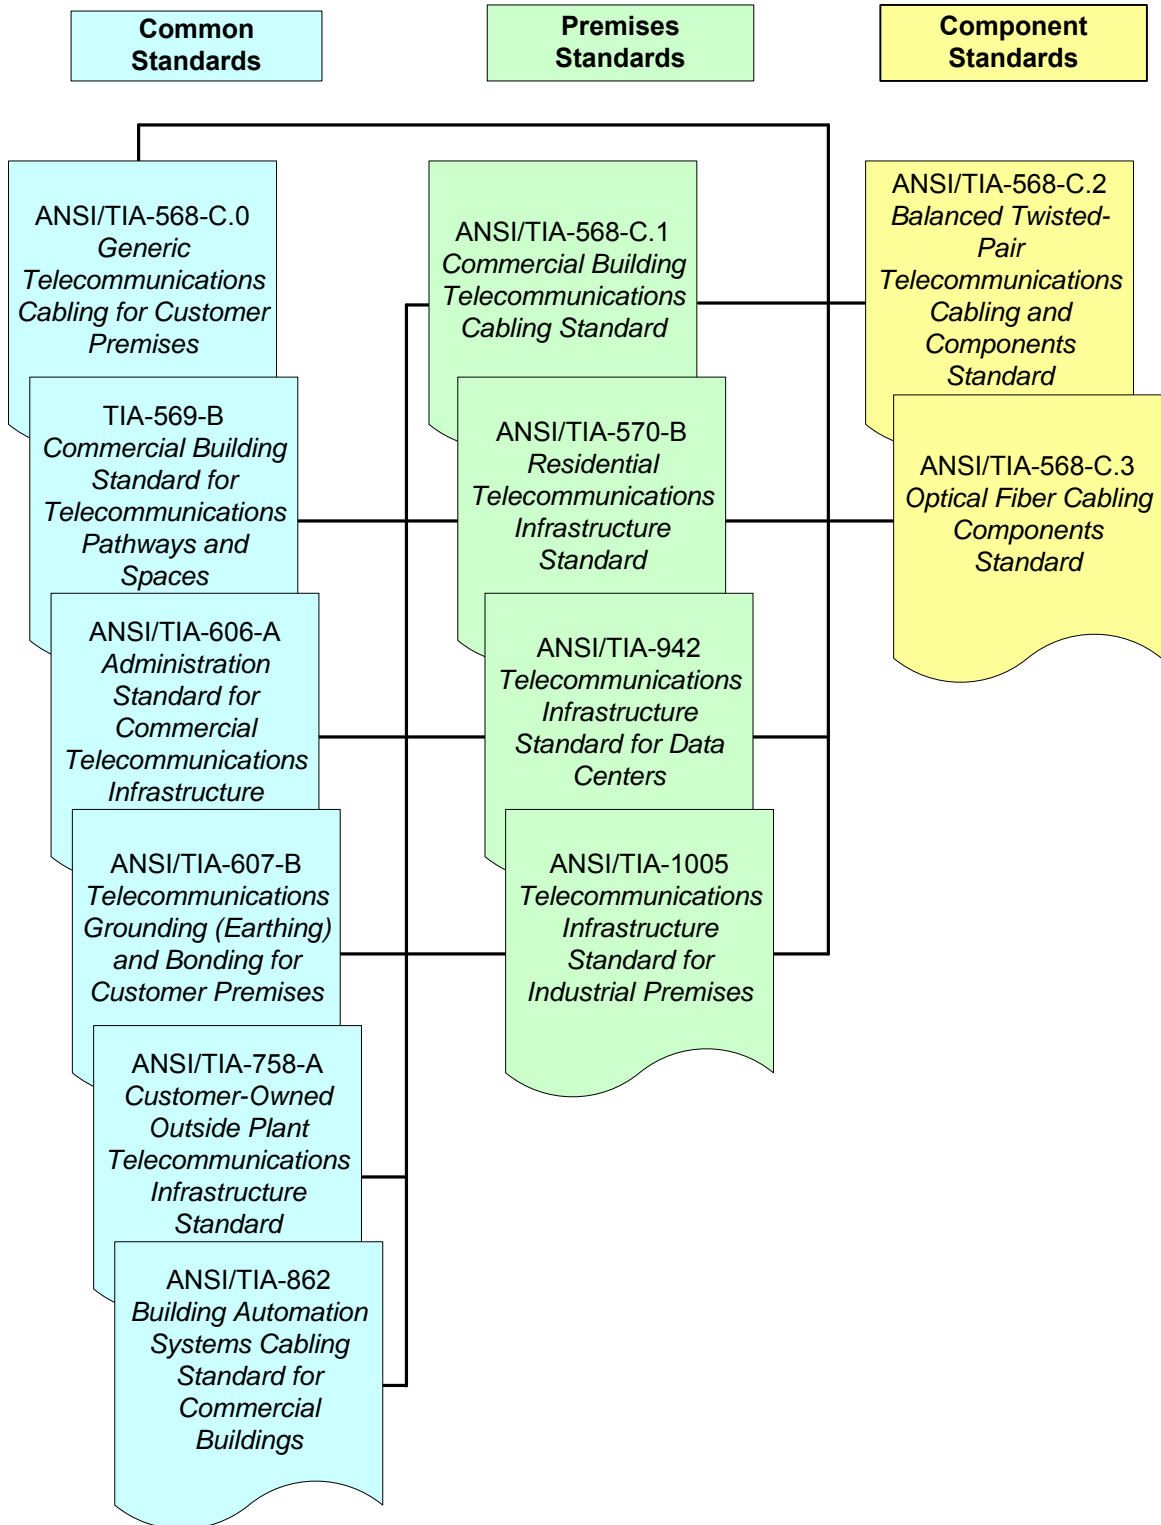 Common
Standards
Premises
Standards
Component
Standards
ANSI/TIA-568-C.0
Generic
Telecommunications
Cabling for Customer
Premises
TIA-569-B
Commercial Building
Standard for
Telecommunications
Pathways and
Spaces
ANSI/TIA-606-A
Administration
Standard for
Commercial
Telecommunications
Infrastructure
ANSI/TIA-607-B
Telecommunications
Grounding (Earthing)
and Bonding for
Customer Premises
ANSI/TIA-758-A
Customer-Owned
Outside Plant
Telecommunications
Infrastructure
Standard
ANSI/TIA-862
Building Automation
Systems Cabling
Standard for
Commercial
Buildings
ANSI/TIA-568-C.1
Commercial Building
Telecommunications
Cabling Standard
ANSI/TIA-570-B
Residential
Telecommunications
Infrastructure
Standard
ANSI/TIA-942
Telecommunications
Infrastructure
Standard for Data
Centers
ANSI/TIA-1005
Telecommunications
Infrastructure
Standard for
Industrial Premises
ANSI/TIA-568-C.2
Balanced Twisted-
Pair
Telecommunications
Cabling and
Components
Standard
ANSI/TIA-568-C.3
Optical Fiber Cabling
Components
Standard